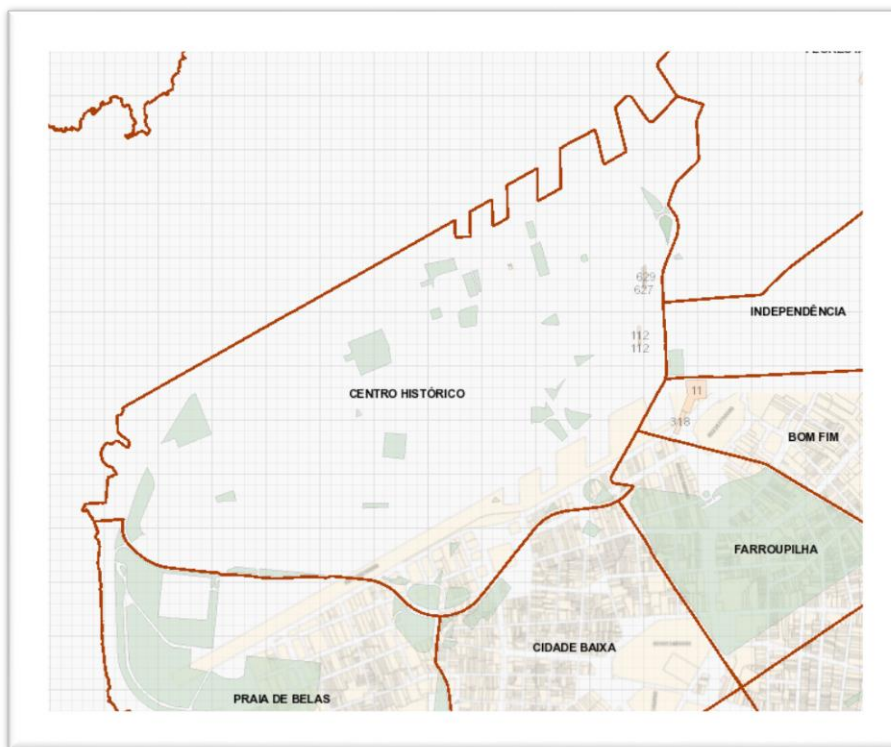 629
627
INDEPENDÊNCIA
112
112
CENTRO HISTÓRICO
11
318
BOM FIM
FARROUPILHA
CIDADE BAIXA
PRAIA DE BELAS